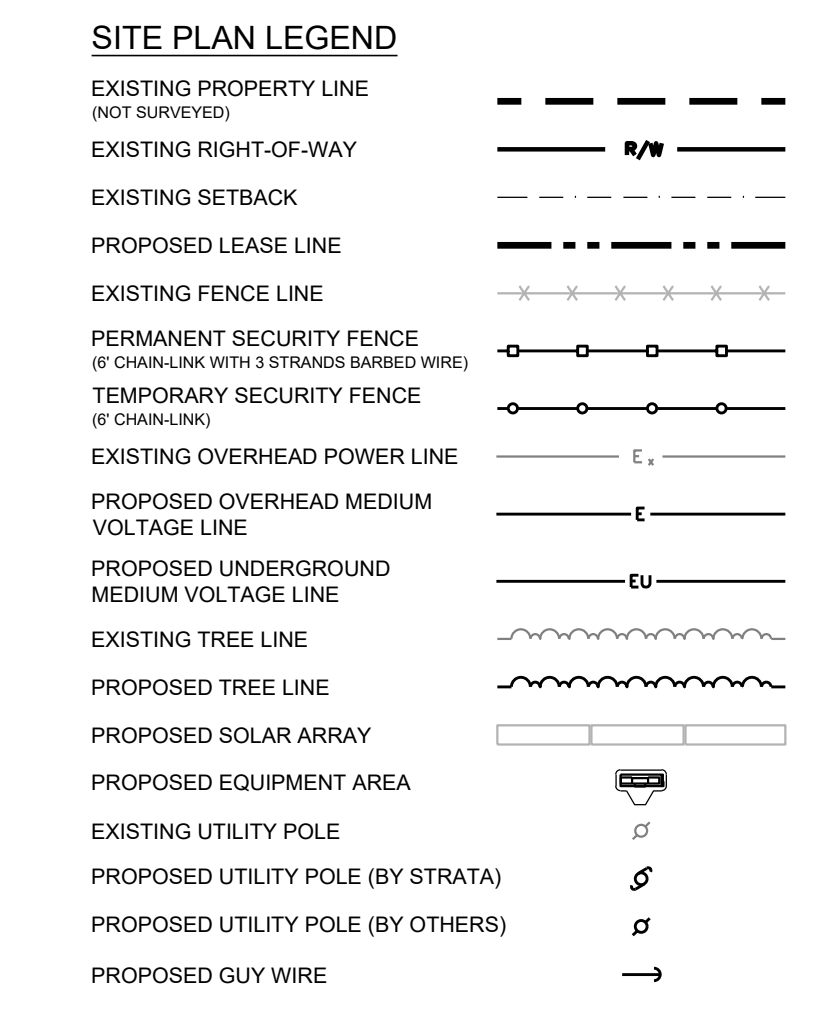 SITE PLAN LEGEND
EXISTING PROPERTY LINE
(NOT SURVEYED)
EXISTING RIGHT-OF-WAY R/W
EXISTING SETBACK
PROPOSED LEASE LINE
EXISTING FENCE LINE
PERMANENT SECURITY FENCE
(6' CHAIN-LINK WITH 3 STRANDS BARBED WIRE)
TEMPORARY SECURITY FENCE
(6' CHAIN-LINK)
EXISTING OVERHEAD POWER LINE Ex
PROPOSED OVERHEAD MEDIUM
VOLTAGE LINE E
PROPOSED UNDERGROUND
MEDIUM VOLTAGE LINE EU
EXISTING TREE LINE
PROPOSED TREE LINE
PROPOSED SOLAR ARRAY
PROPOSED EQUIPMENT AREA
EXISTING UTILITY POLE
PROPOSED UTILITY POLE (BY STRATA)
PROPOSED UTILITY POLE (BY OTHERS)
PROPOSED GUY WIRE